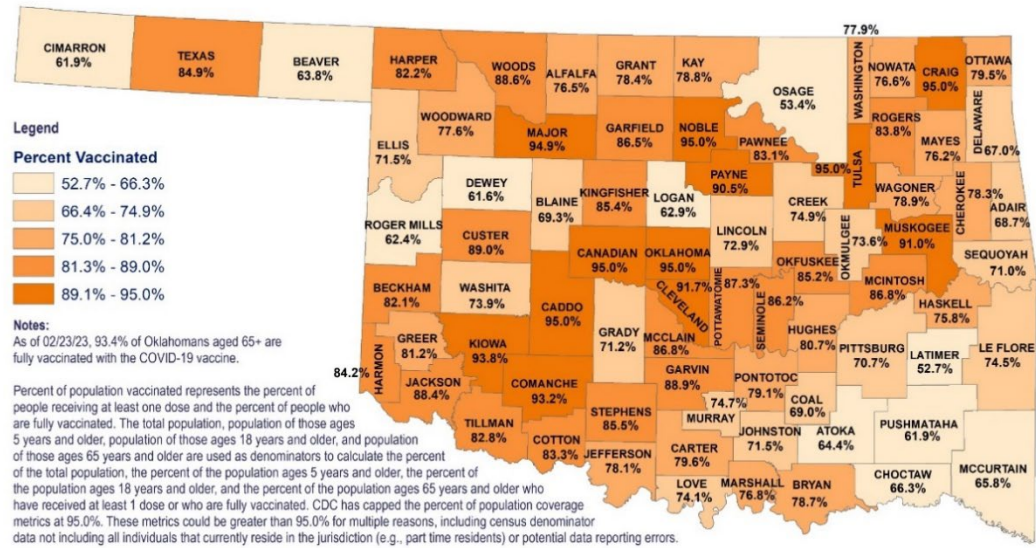 77.9%
CIMARRON
61.9%
TEXAS
84.9%
BEAVER
63.8%
HARPER
82.2%
WOODS
88.6%
ALFALFA
76.5%
GRANT
78.4%
KAY
78.8%
OSAGE
53.4%
WASHINGTON
NOWATA
76.6%
CRAIG
95.0%
OTTAWA
79.5%
WOODWARD
77.6%
ELLIS
71.5%
MAJOR
94.9%
GARFIELD
86.5%
NOBLE
95.0%
PAWNEE
83.1%
ROGERS
83.8%
MAYES
76.2%
DELAWARE
67.0%
DEWEY
61.6%
BLAINE
69.3%
KINGFISHER
85.4%
LOGAN
62.9%
PAYNE
90.5%
95.0%
TULSA
CREEK
74.9%
WAGONER
78.9%
CHEROKEE
78.3%
ADAIR
68.7%
ROGER MILLS
62.4%
CUSTER
89.0%
CANADIAN
95.0%
OKLAHOMA
95.0%
LINCOLN
72.9%
OKMULGEE
73.6%
MUSKOGEE
91.0%
SEQUOYAH
71.0%
BECKHAM
82.1%
WASHITA
73.9%
CADDO
95.0%
GRADY
71.2%
91.7%
CLEVELAND
POTTAWATOMIE
87.3%
SEMINOLE
86.2%
OKFUSKEE
85.2%
MCINTOSH
86.8%
HASKELL
75.8%
GREER
81.2%
KIOWA
93.8%
MCCLAIN
86.8%
HUGHES
80.7%
PITTSBURG
70.7%
LATIMER
52.7%
LE FLORE
74.5%
84.2%
HARMON
JACKSON
88.4%
COMANCHE
93.2%
GARVIN
88.9%
PONTOTOC
79.1%
COAL
69.0%
TILLMAN
82.8%
COTTON
83.3%
STEPHENS
85.5%
74.7%
MURRAY
JOHNSTON
71.5%
ATOKA
64.4%
PUSHMATAHA
61.9%
JEFFERSON
78.1%
CARTER
79.6%
LOVE
74.1%
MARSHALL
76.8%
BRYAN
78.7%
CHOCTAW
66.3%
MCCURTAIN
65.8%
Legend
Percent Vaccinated
52.7% - 66.3%
66.4% - 74.9%
75.0% - 81.2%
81.3% - 89.0%
89.1% - 95.0%
Notes:
As of 02/23/23, 93.4% of Oklahomans aged 65+ are
fully vaccinated with the COVID-19 vaccine.
Percent of population vaccinated represents the percent of
people receiving at least one dose and the percent of people who
are fully vaccinated. The total population, population of those ages
5 years and older, population of those ages 18 years and older, and population
of those ages 65 years and older are used as denominators to calculate the percent
of the total population, the percent of the population ages 5 years and older, the percent of
the population ages 18 years and older, and the percent of the population ages 65 years and older who
have received at least 1 dose or who are fully vaccinated. CDC has capped the percent of population coverage
metrics at 95.0%. These metrics could be greater than 95.0% for multiple reasons, including census denominator
data not including all individuals that currently reside in the jurisdiction (e.g., part time residents) or potential data reporting errors.